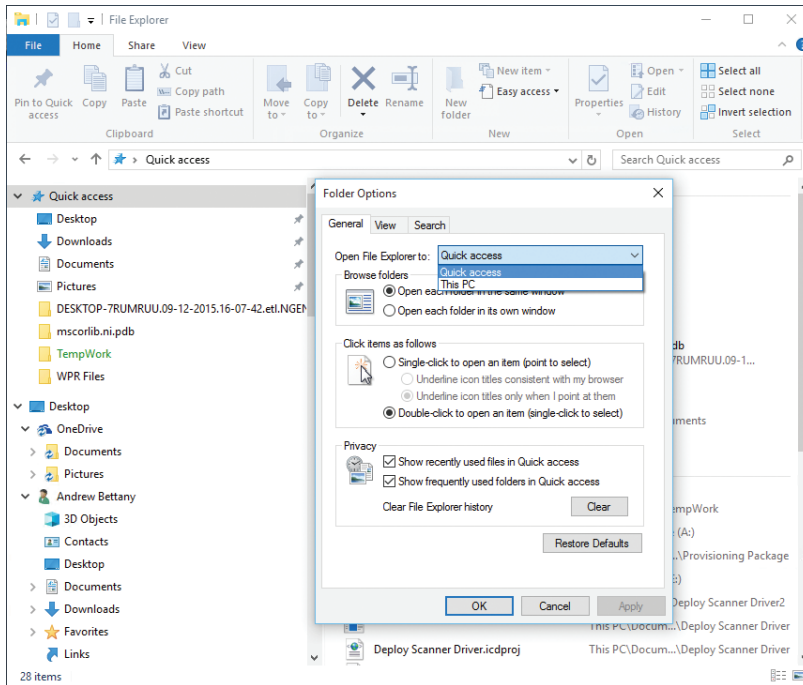 File Explorer
File Home Share View
Pin to Quick access
Copy
Paste
Cut
Copy path
Paste shortcut
Clipboard
Move to
Copy to
Delete
Rename
Organize
New folder
New item
Easy access
New
Properties
Open
Edit
History
Open
Select all
Select none
Invert selection
Select
Quick access
Search Quick access
Quick access
Desktop
Downloads
Documents
Pictures
DESKTOP-7RUMRUU.09-12-2015.16-07-42.etl.NGEN
mscorlib.ni.pdb
TempWork
WPR Files
Desktop
OneDrive
Documents
Pictures
Andrew Bettany
3D Objects
Contacts
Desktop
Documents
Downloads
Favorites
Links
28 items
Folder Options
General View Search
Open File Explorer to: Quick access
Quick access
This PC
Browse folders
Open each folder in the same window
Open each folder in its own window
Click items as follows
Single-click to open an item (point to select)
Underline icon titles consistent with my browser
Underline icon titles only when I point at them
Double-click to open an item (single-click to select)
Privacy
Show recently used files in Quick access
Show frequently used folders in Quick access
Clear File Explorer history Clear
Restore Defaults
OK Cancel Apply
db
7RUMRUU.09-1...
ments
empWork
(A:)
...\Provisioning Package
:)
Deploy Scanner Driver2
This PC\Docum...\Deploy Scanner Driver
Deploy Scanner Driver.icdproj This PC\Docum...\Deploy Scanner Driver